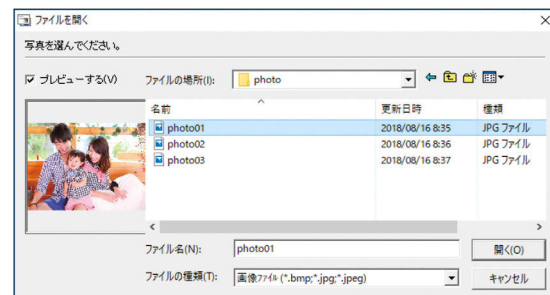 ファイルを開く
写真を選んでください。
プレビューする(V)
ファイルの場所(I):
photo
名前
更新日時
種類
photo01
2018/08/16 8:35
JPG ファイル
photo02
2018/08/16 8:36
JPG ファイル
photo03
2018/08/16 8:37
JPG ファイル
ファイル名(N):
photo01
開く(O)
ファイルの種類(T):
画像ファイル (*.bmp;*.jpg;*.jpeg)
キャンセル